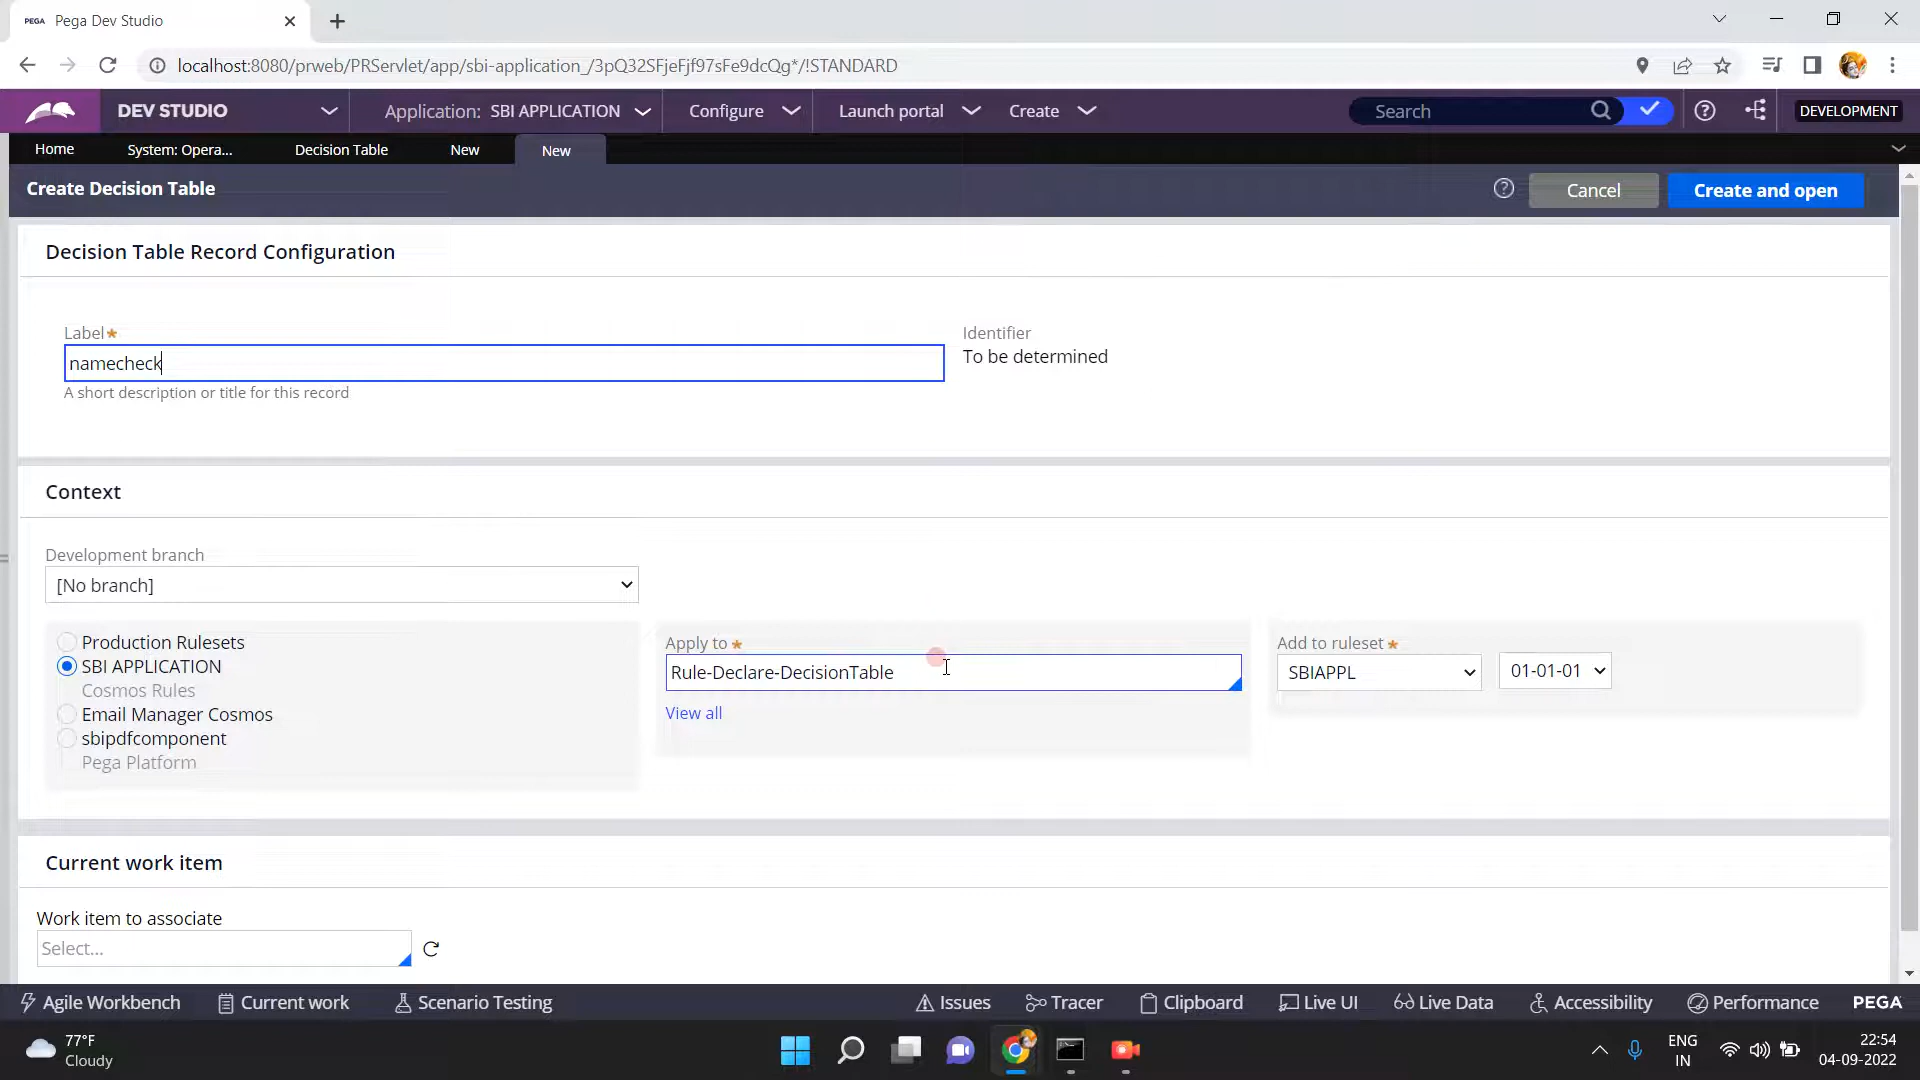 PEGA Pega Dev Studio
localhost:8080/prweb/PRServlet/app/sbi-application_/3pQ32SFjeFjf97sFe9dcQg*/!STANDARD
DEV STUDIO Application: SBI APPLICATION Configure Launch portal Create Search DEVELOPMENT
Home System: Opera... Decision Table New New
Create Decision Table Cancel Create and open
Decision Table Record Configuration
Label* Identifier
namecheck To be determined
A short description or title for this record
Context
Development branch
[No branch]
Production Rulesets
SBI APPLICATION
Cosmos Rules
Email Manager Cosmos
sbipdfcomponent
Pega Platform
Apply to *
Rule-Declare-DecisionTable
View all
Add to ruleset *
SBIAPPL 01-01-01
Current work item
Work item to associate
Select...
Agile Workbench Current work Scenario Testing Issues Tracer Clipboard Live UI Live Data Accessibility Performance PEGA
77°F
Cloudy
ENG
IN
22:54
04-09-2022